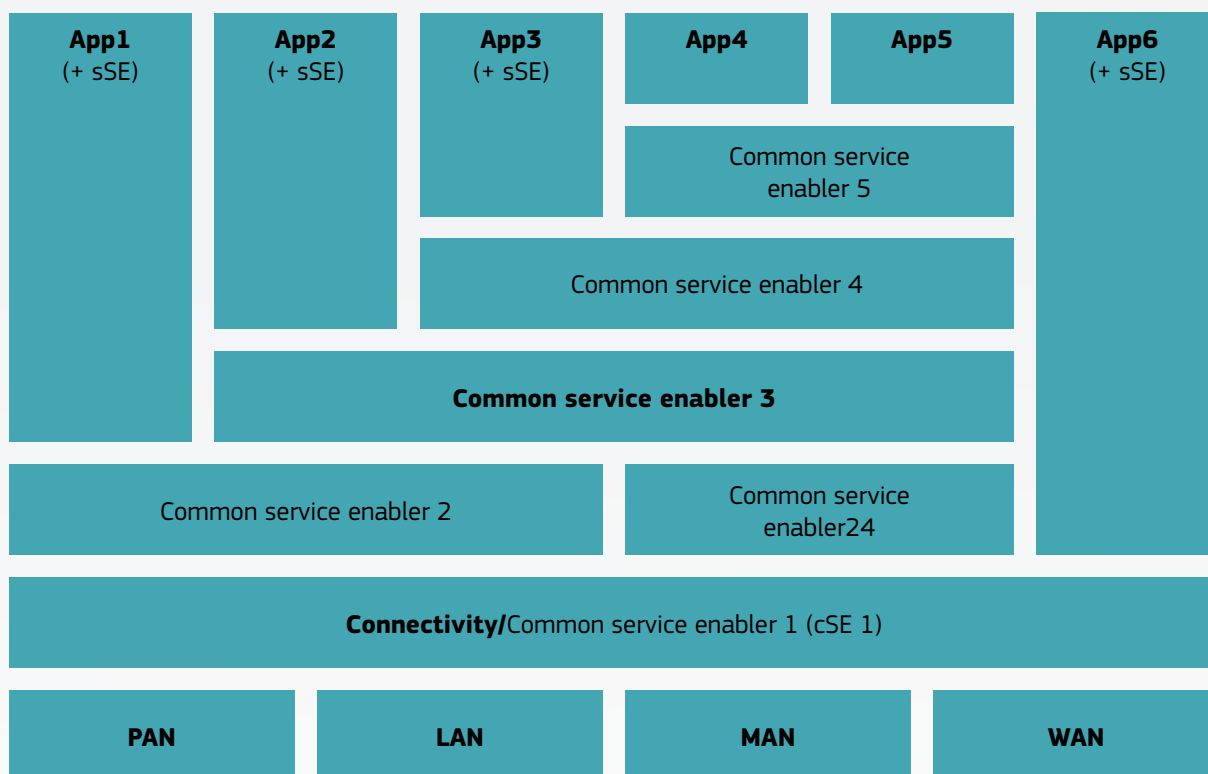 App1
(+ sSE)
App2
(+ sSE)
App3
(+ sSE)
App4
App5
App6
(+ sSE)
Common service
enabler 5
Common service enabler 4
Common service enabler 3
Common service enabler 2
Common service
enabler24
Connectivity/Common service enabler 1 (cSE 1)
PAN
LAN
MAN
WAN